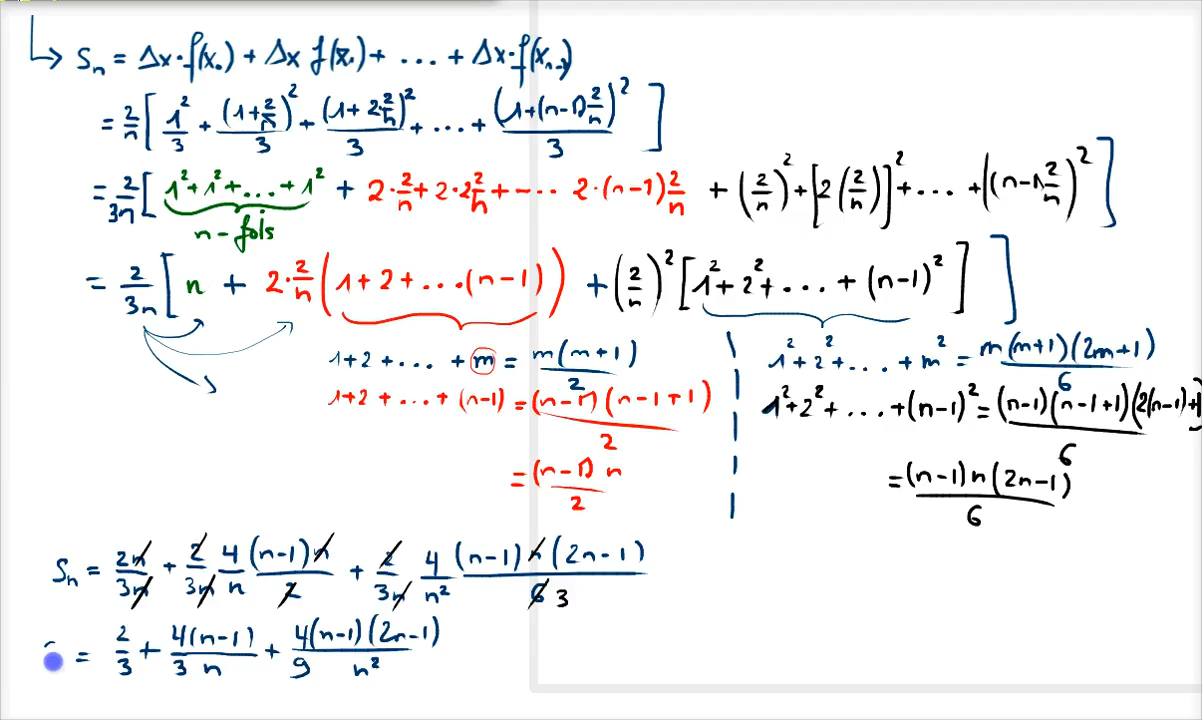 ↳ Sₙ = Δx·f(x₀) + Δx f(x₁) + ... + Δx·f(xₙ₋₁)
= 2/n [ 1²/3 + (1+2/n)²/3 + (1+2·2/n)²/3 + ... + (1+(n-1)2/n)²/3 ]
= 2/3n [ 1²+1²+...+1² + 2·2/n + 2·2 2/n + ... 2·(n-1)2/n + (2/n)² + [2(2/n)]² + ... + ((n-1)2/n)² ]
n-fois
= 2/3n [ n + 2·2/n (1+2+...(n-1)) + (2/n)² [1²+2²+...+(n-1)²] ]
1+2+...+m = m(m+1)/2
1+2+...+(n-1) = (n-1)(n-1+1)/2
= (n-1)n/2
1²+2²+...+m² = m(m+1)(2m+1)/6
1²+2²+...+(n-1)² = (n-1)(n-1+1)(2(n-1)+1)/6
= (n-1)n(2n-1)/6
Sₙ = 2n/3n + 2/3n 4/n (n-1)n/2 + 2/3n 4/n² (n-1)n(2n-1)/6 3
= 2/3 + 4(n-1)/3n + 4(n-1)(2n-1)/9n²